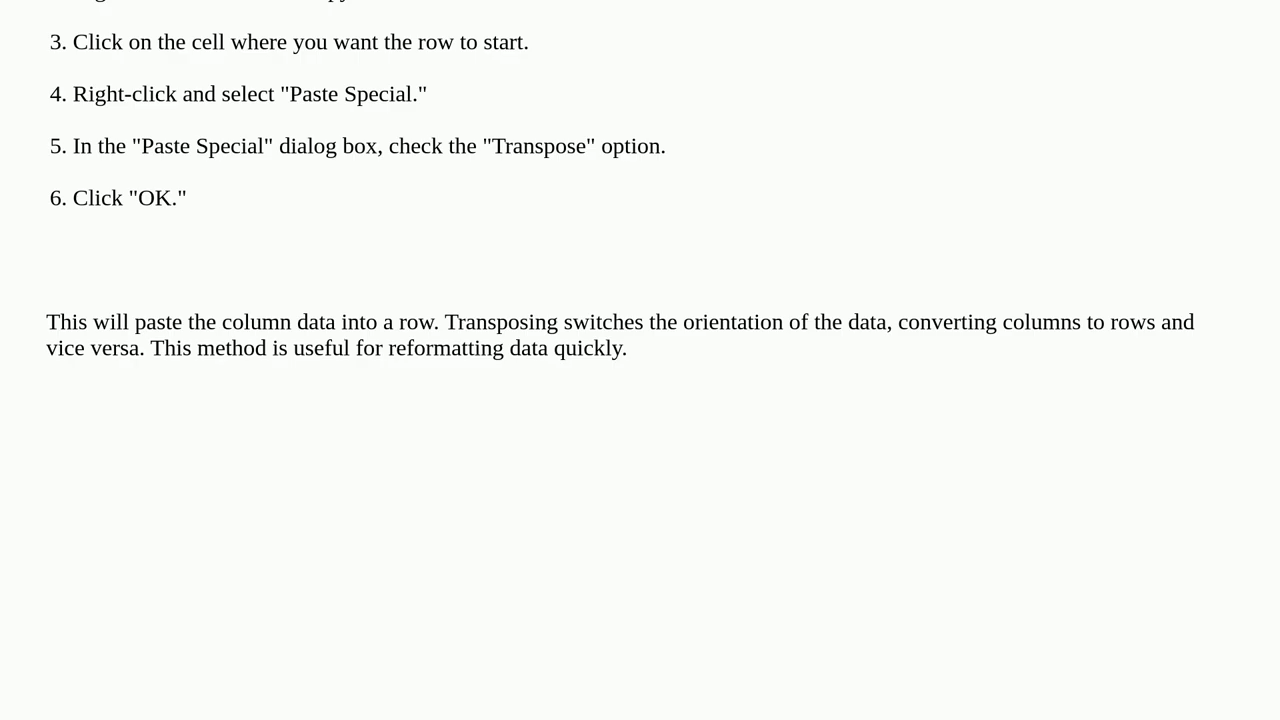 3. Click on the cell where you want the row to start.
4. Right-click and select "Paste Special."
5. In the "Paste Special" dialog box, check the "Transpose" option.
6. Click "OK."
This will paste the column data into a row. Transposing switches the orientation of the data, converting columns to rows and
vice versa. This method is useful for reformatting data quickly.